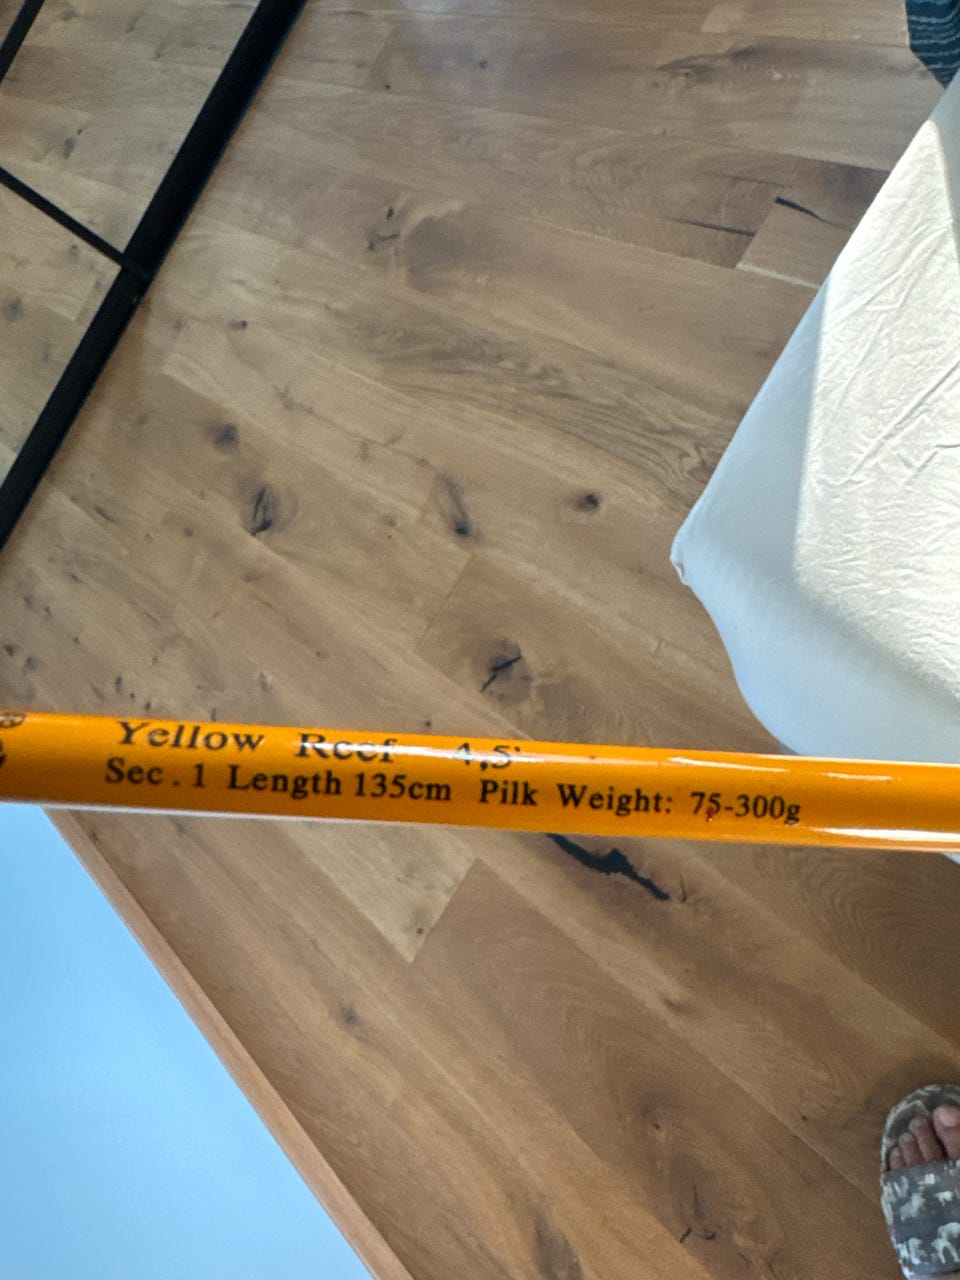 Yellow Reef 4,5'
Sec. 1 Length 135cm Pilk Weight: 75-300g